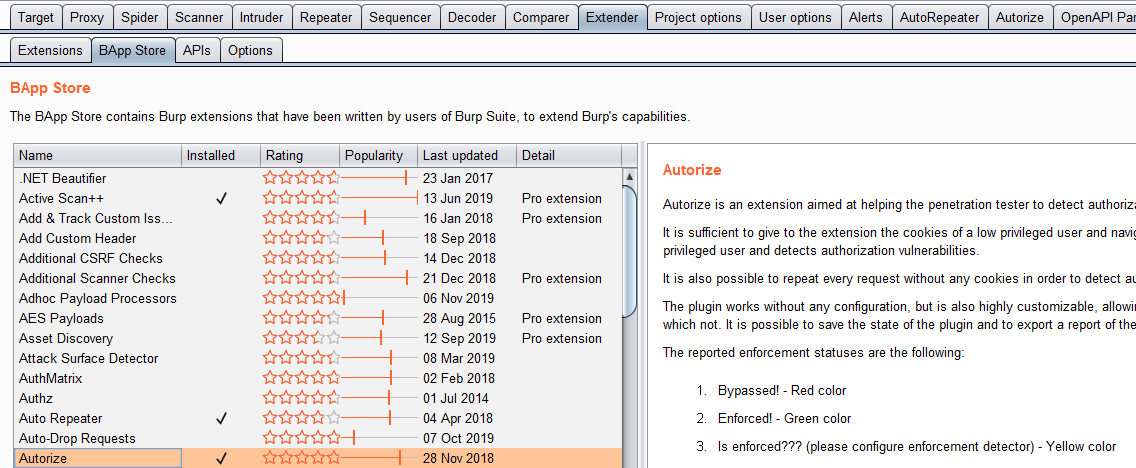 Target Proxy Spider Scanner Intruder Repeater Sequencer Decoder Comparer Extender Project options User options Alerts AutoRepeater Autorize OpenAPI Par
Extensions BApp Store APIs Options
BApp Store
The BApp Store contains Burp extensions that have been written by users of Burp Suite, to extend Burp's capabilities.
Name Installed Rating Popularity Last updated Detail
.NET Beautifier 23 Jan 2017
Active Scan++ ✓ 13 Jun 2019 Pro extension
Add & Track Custom Iss... 16 Jan 2018 Pro extension
Add Custom Header 18 Sep 2018
Additional CSRF Checks 14 Dec 2018
Additional Scanner Checks 21 Dec 2018 Pro extension
Adhoc Payload Processors 06 Nov 2019
AES Payloads 28 Aug 2015 Pro extension
Asset Discovery 12 Sep 2019 Pro extension
Attack Surface Detector 08 Mar 2019
AuthMatrix 02 Feb 2018
Authz 01 Jul 2014
Auto Repeater ✓ 04 Apr 2018
Auto-Drop Requests 07 Oct 2019
Autorize ✓ 28 Nov 2018
Autorize
Autorize is an extension aimed at helping the penetration tester to detect authoriza
It is sufficient to give to the extension the cookies of a low privileged user and navig
privileged user and detects authorization vulnerabilities.
It is also possible to repeat every request without any cookies in order to detect au
The plugin works without any configuration, but is also highly customizable, allowi
which not. It is possible to save the state of the plugin and to export a report of the
The reported enforcement statuses are the following:
1. Bypassed! - Red color
2. Enforced! - Green color
3. Is enforced??? (please configure enforcement detector) - Yellow color